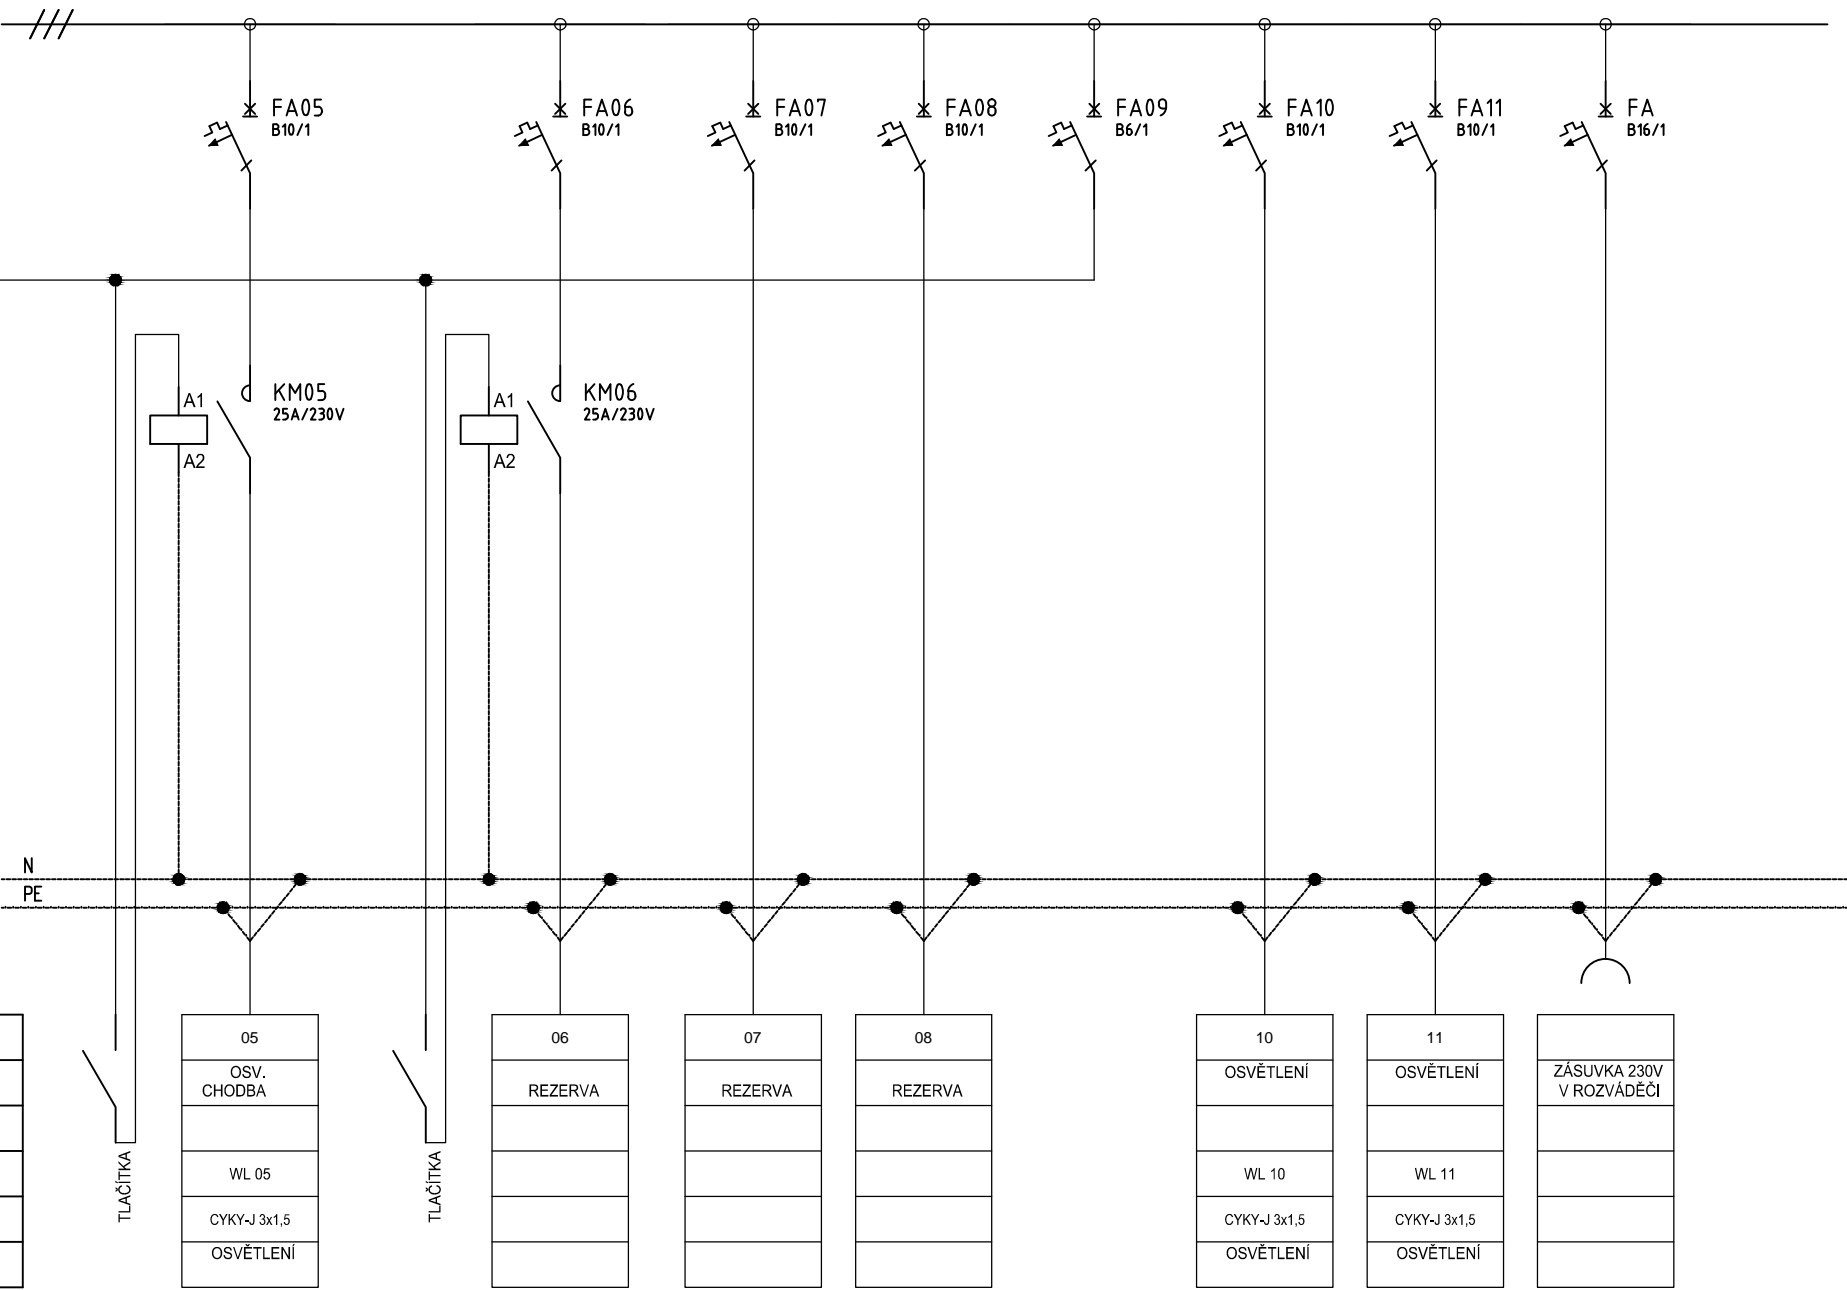 FA05
B10/1
FA06
B10/1
FA07
B10/1
FA08
B10/1
FA09
B6/1
FA10
B10/1
FA11
B10/1
FA
B16/1
A1
A2
KM05
25A/230V
A1
A2
KM06
25A/230V
N
PE
TLAČÍTKA
05
OSV.
CHODBA
WL 05
CYKY-J 3x1,5
OSVĚTLENÍ
TLAČÍTKA
06
REZERVA
07
REZERVA
08
REZERVA
10
OSVĚTLENÍ
WL 10
CYKY-J 3x1,5
OSVĚTLENÍ
11
OSVĚTLENÍ
WL 11
CYKY-J 3x1,5
OSVĚTLENÍ
ZÁSUVKA 230V
V ROZVÁDĚČI